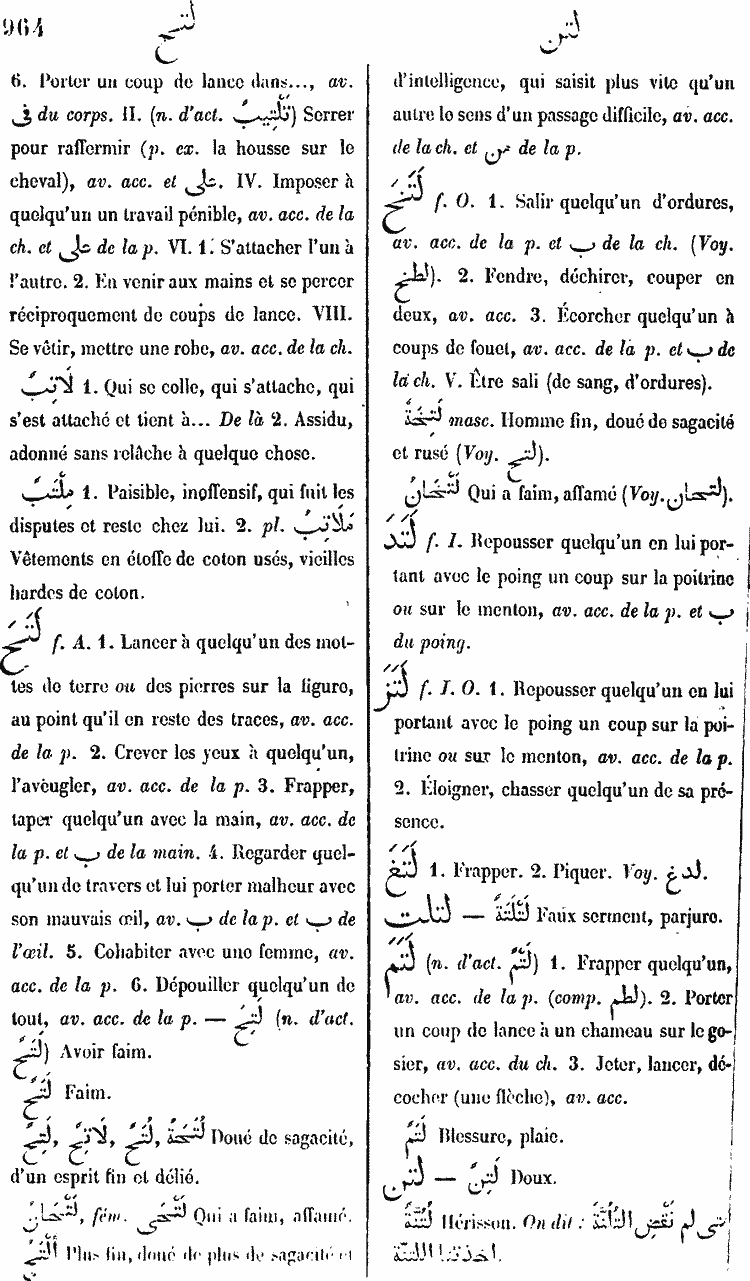 964
لتح
لتن
6. Porter un coup de lance dans..., av.
فى du corps. II. (n. d'act. تَلْتِيبٌ) Serrer
pour raffermir (p. ex. la housse sur le
cheval), av. acc. et على. IV. Imposer à
quelqu'un un travail pénible, av. acc. de la
ch. et على de la p. VI. 1. S'attacher l'un à
l'autre. 2. En venir aux mains et se percer
réciproquement de coups de lance. VIII.
Se vêtir, mettre une robe, av. acc. de la ch.
لَاتِبٌ 1. Qui se colle, qui s'attache, qui
s'est attaché et tient à... De là 2. Assidu,
adonné sans relâche à quelque chose.
مِلْتَبٌ 1. Paisible, inoffensif, qui fuit les
disputes et reste chez lui. 2. pl. مَلَاتِبُ
Vêtements en étoffe de coton usés, vieilles
hardes de coton.
لَتَحَ f. A. 1. Lancer à quelqu'un des mot-
tes de terre ou des pierres sur la figure,
au point qu'il en reste des traces, av. acc.
de la p. 2. Crever les yeux à quelqu'un,
l'aveugler, av. acc. de la p. 3. Frapper,
taper quelqu'un avec la main, av. acc. de
la p. et ب de la main. 4. Regarder quel-
qu'un de travers et lui porter malheur avec
son mauvais œil, av. ب de la p. et ب de
l'œil. 5. Cohabiter avec une femme, av.
acc. de la p. 6. Dépouiller quelqu'un de
tout, av. acc. de la p. — لَتِحَ (n. d'act.
لَتَحٌ) Avoir faim.
لَتَحٌ Faim.
لُتَحَةٌ, لُتَحٌ, لَاتِحٌ, لَتِحٌ Doué de sagacité,
d'un esprit fin et délié.
لَتْحَانُ, fém. لَتْحَى Qui a faim, affamé.
أَلْتَحُ Plus fin, doué de plus de sagacité et
d'intelligence, qui saisit plus vite qu'un
autre le sens d'un passage difficile, av. acc.
de la ch. et من de la p.
لَتَخَ f. O. 1. Salir quelqu'un d'ordures,
av. acc. de la p. et ب de la ch. (Voy.
لطخ). 2. Fendre, déchirer, couper en
deux, av. acc. 3. Écorcher quelqu'un à
coups de fouet, av. acc. de la p. et ب de
la ch. V. Être sali (de sang, d'ordures).
لُتَخَةٌ masc. Homme fin, doué de sagacité
et rusé (Voy. لتح).
لَتْخَانُ Qui a faim, affamé (Voy. لتحان).
لَتَدَ f. I. Repousser quelqu'un en lui por-
tant avec le poing un coup sur la poitrine
ou sur le menton, av. acc. de la p. et ب
du poing.
لَتَزَ f. I. O. 1. Repousser quelqu'un en lui
portant avec le poing un coup sur la poi-
trine ou sur le menton, av. acc. de la p.
2. Éloigner, chasser quelqu'un de sa pré-
sence.
لَتَغَ 1. Frapper. 2. Piquer. Voy. لدغ.
لتلت — لَتْلَتَةٌ Faux serment, parjure.
لَتَمَ (n. d'act. لَتْمٌ) 1. Frapper quelqu'un,
av. acc. de la p. (comp. لطم). 2. Porter
un coup de lance à un chameau sur le go-
sier, av. acc. du ch. 3. Jeter, lancer, dé-
cocher (une flèche), av. acc.
لَتْمٌ Blessure, plaie.
لتن — لَتِنٌ Doux.
لُتْنَةٌ Hérisson. On dit : متى لم نقض
اخذتنا اللتنة.